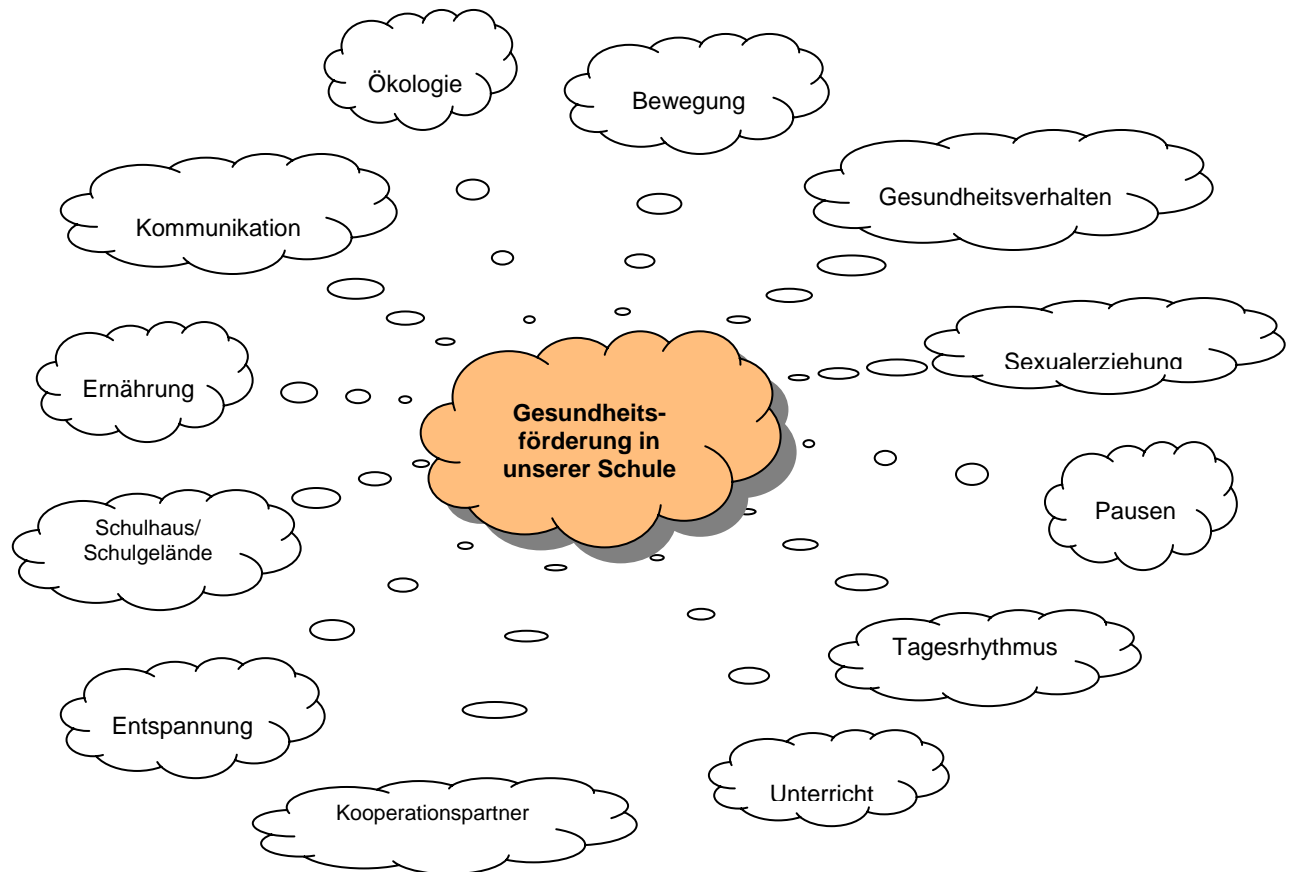 Ökologie
Bewegung
Gesundheitsverhalten
Kommunikation
Sexualerziehung
Ernährung
Gesundheits-
förderung in
unserer Schule
Pausen
Schulhaus/
Schulgelände
Tagesrhythmus
Entspannung
Unterricht
Kooperationspartner